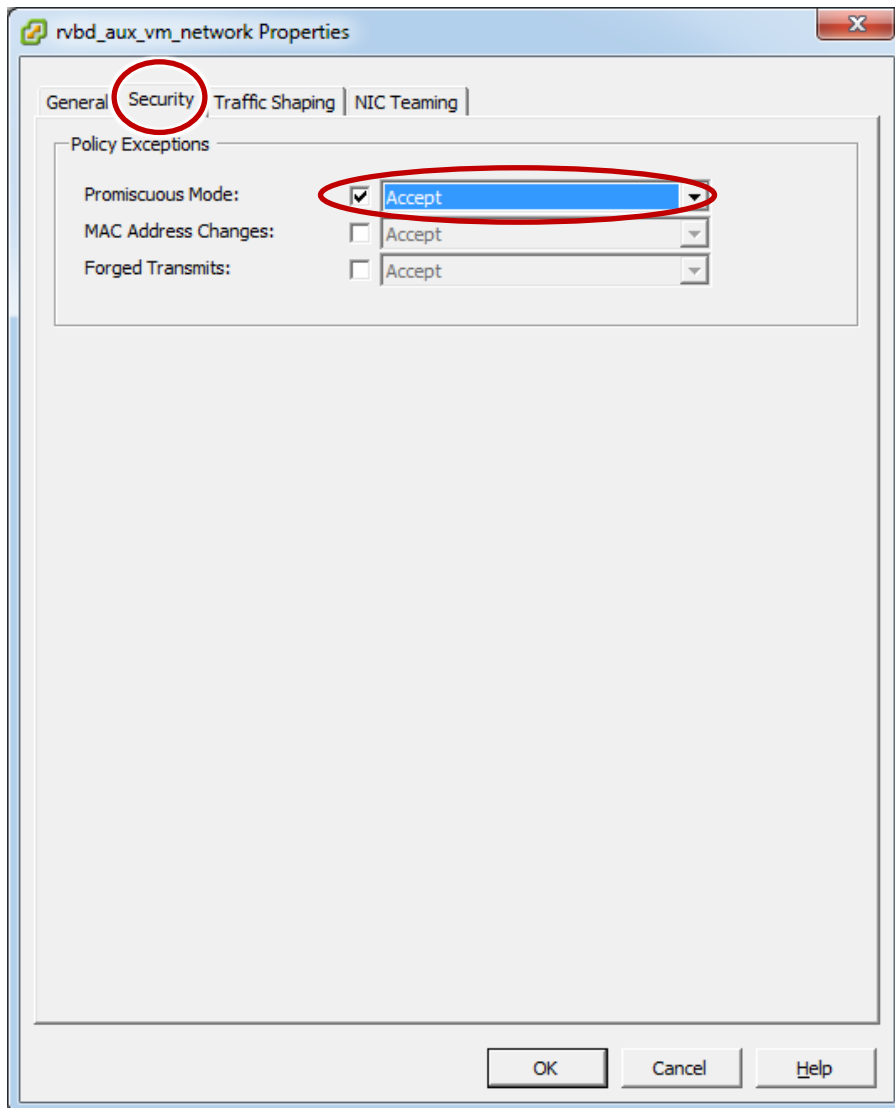 rvbd_aux_vm_network Properties
General Security Traffic Shaping NIC Teaming
Policy Exceptions
Promiscuous Mode: Accept
MAC Address Changes: Accept
Forged Transmits: Accept
OK Cancel Help